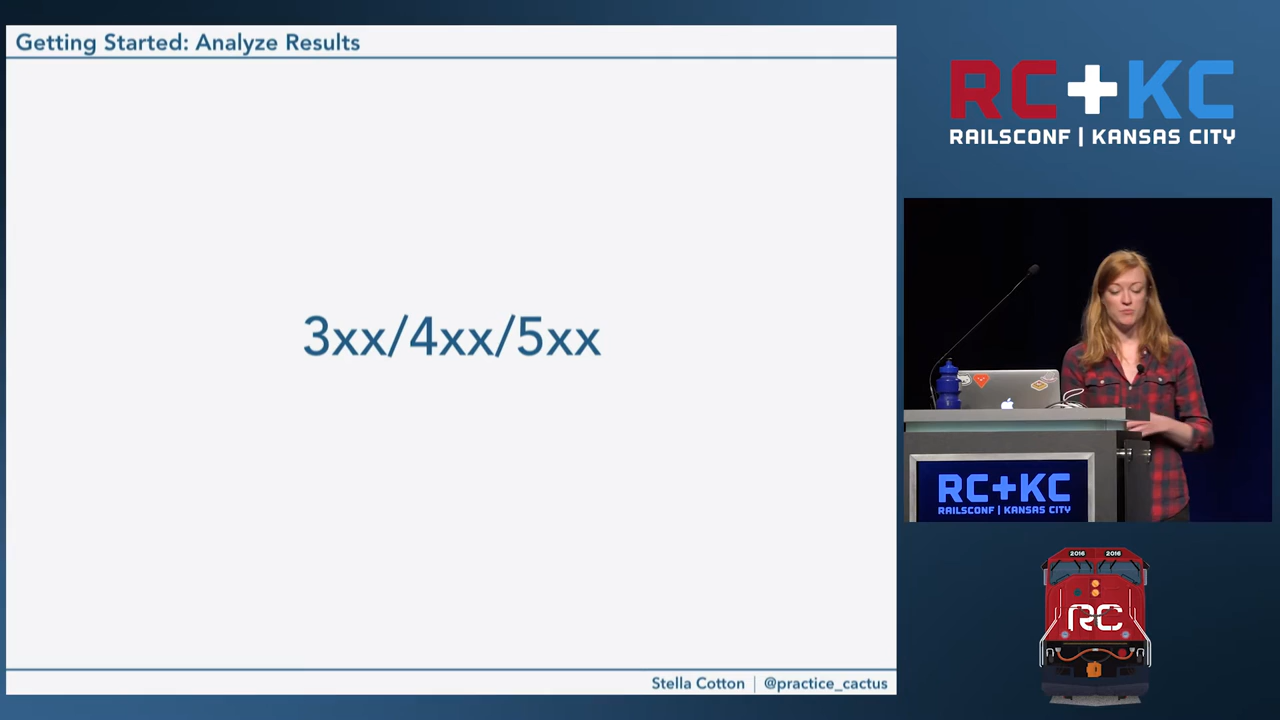 Getting Started: Analyze Results
3xx/4xx/5xx
Stella Cotton | @practice_cactus
RC+KC
RAILSCONF | KANSAS CITY
RC+KC
RAILSCONF | KANSAS CITY
2016 2016
RC